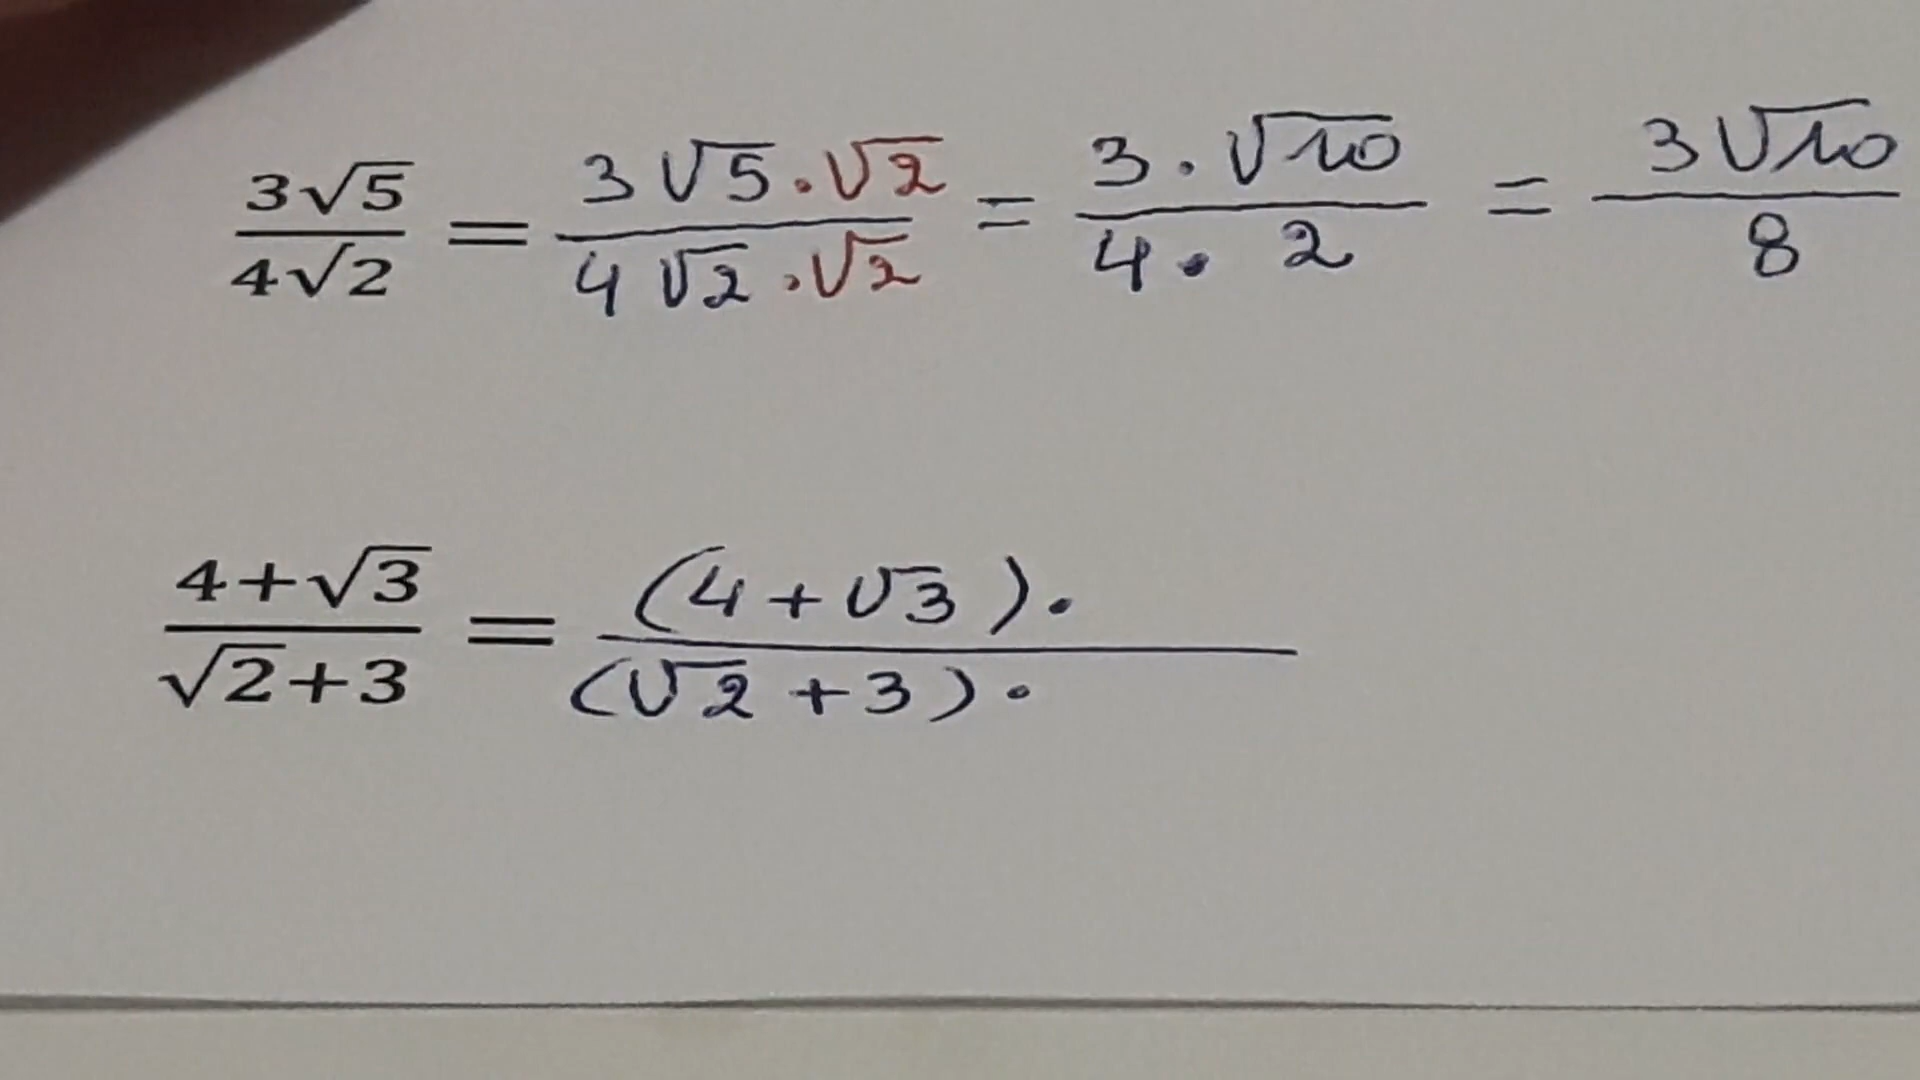 3√5/4√2 = 3√5·√2/4√2·√2 = 3·√10/4·2 = 3√10/8
4+√3/√2+3 = (4+√3)·/(√2+3)·